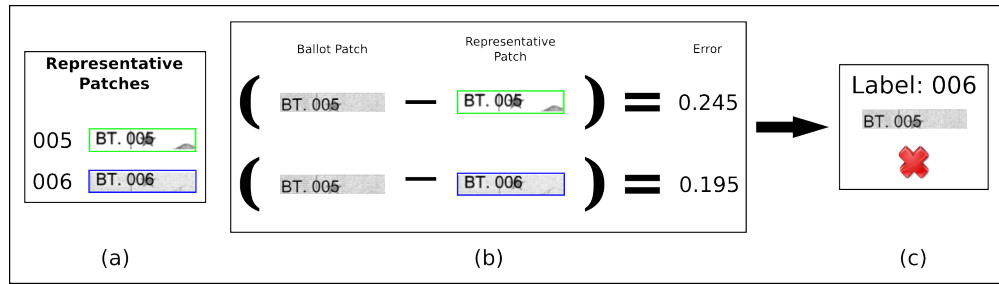 Representative
Patches
005 BT. 005
006 BT. 006
(a)
Ballot Patch Representative Patch Error
( BT. 005 − BT. 005 ) = 0.245
( BT. 005 − BT. 006 ) = 0.195
(b)
Label: 006
BT. 005
(c)